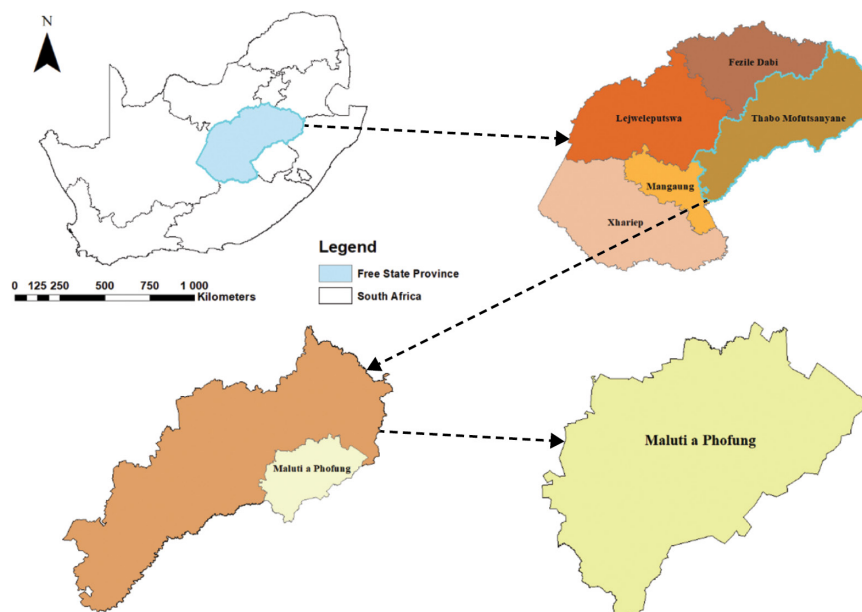 N
Fezile Dabi
Lejweleputswa
Thabo Mofutsanyane
Mangaung
Xhariep
Legend
Free State Province
South Africa
0 125 250 500 750 1 000
Kilometers
Maluti a Phofung
Maluti a Phofung